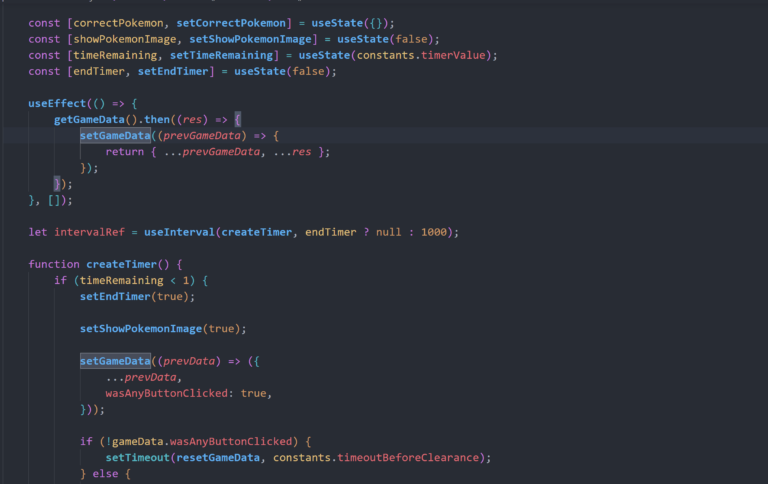 const [correctPokemon, setCorrectPokemon] = useState({});
const [showPokemonImage, setShowPokemonImage] = useState(false);
const [timeRemaining, setTimeRemaining] = useState(constants.timerValue);
const [endTimer, setEndTimer] = useState(false);
useEffect(() => {
getGameData().then((res) => {
setGameData((prevGameData) => {
return { ...prevGameData, ...res };
});
});
}, []);
let intervalRef = useInterval(createTimer, endTimer ? null : 1000);
function createTimer() {
if (timeRemaining < 1) {
setEndTimer(true);
setShowPokemonImage(true);
setGameData((prevData) => ({
...prevData,
wasAnyButtonClicked: true,
}));
if (!gameData.wasAnyButtonClicked) {
setTimeout(resetGameData, constants.timeoutBeforeClearance);
} else {